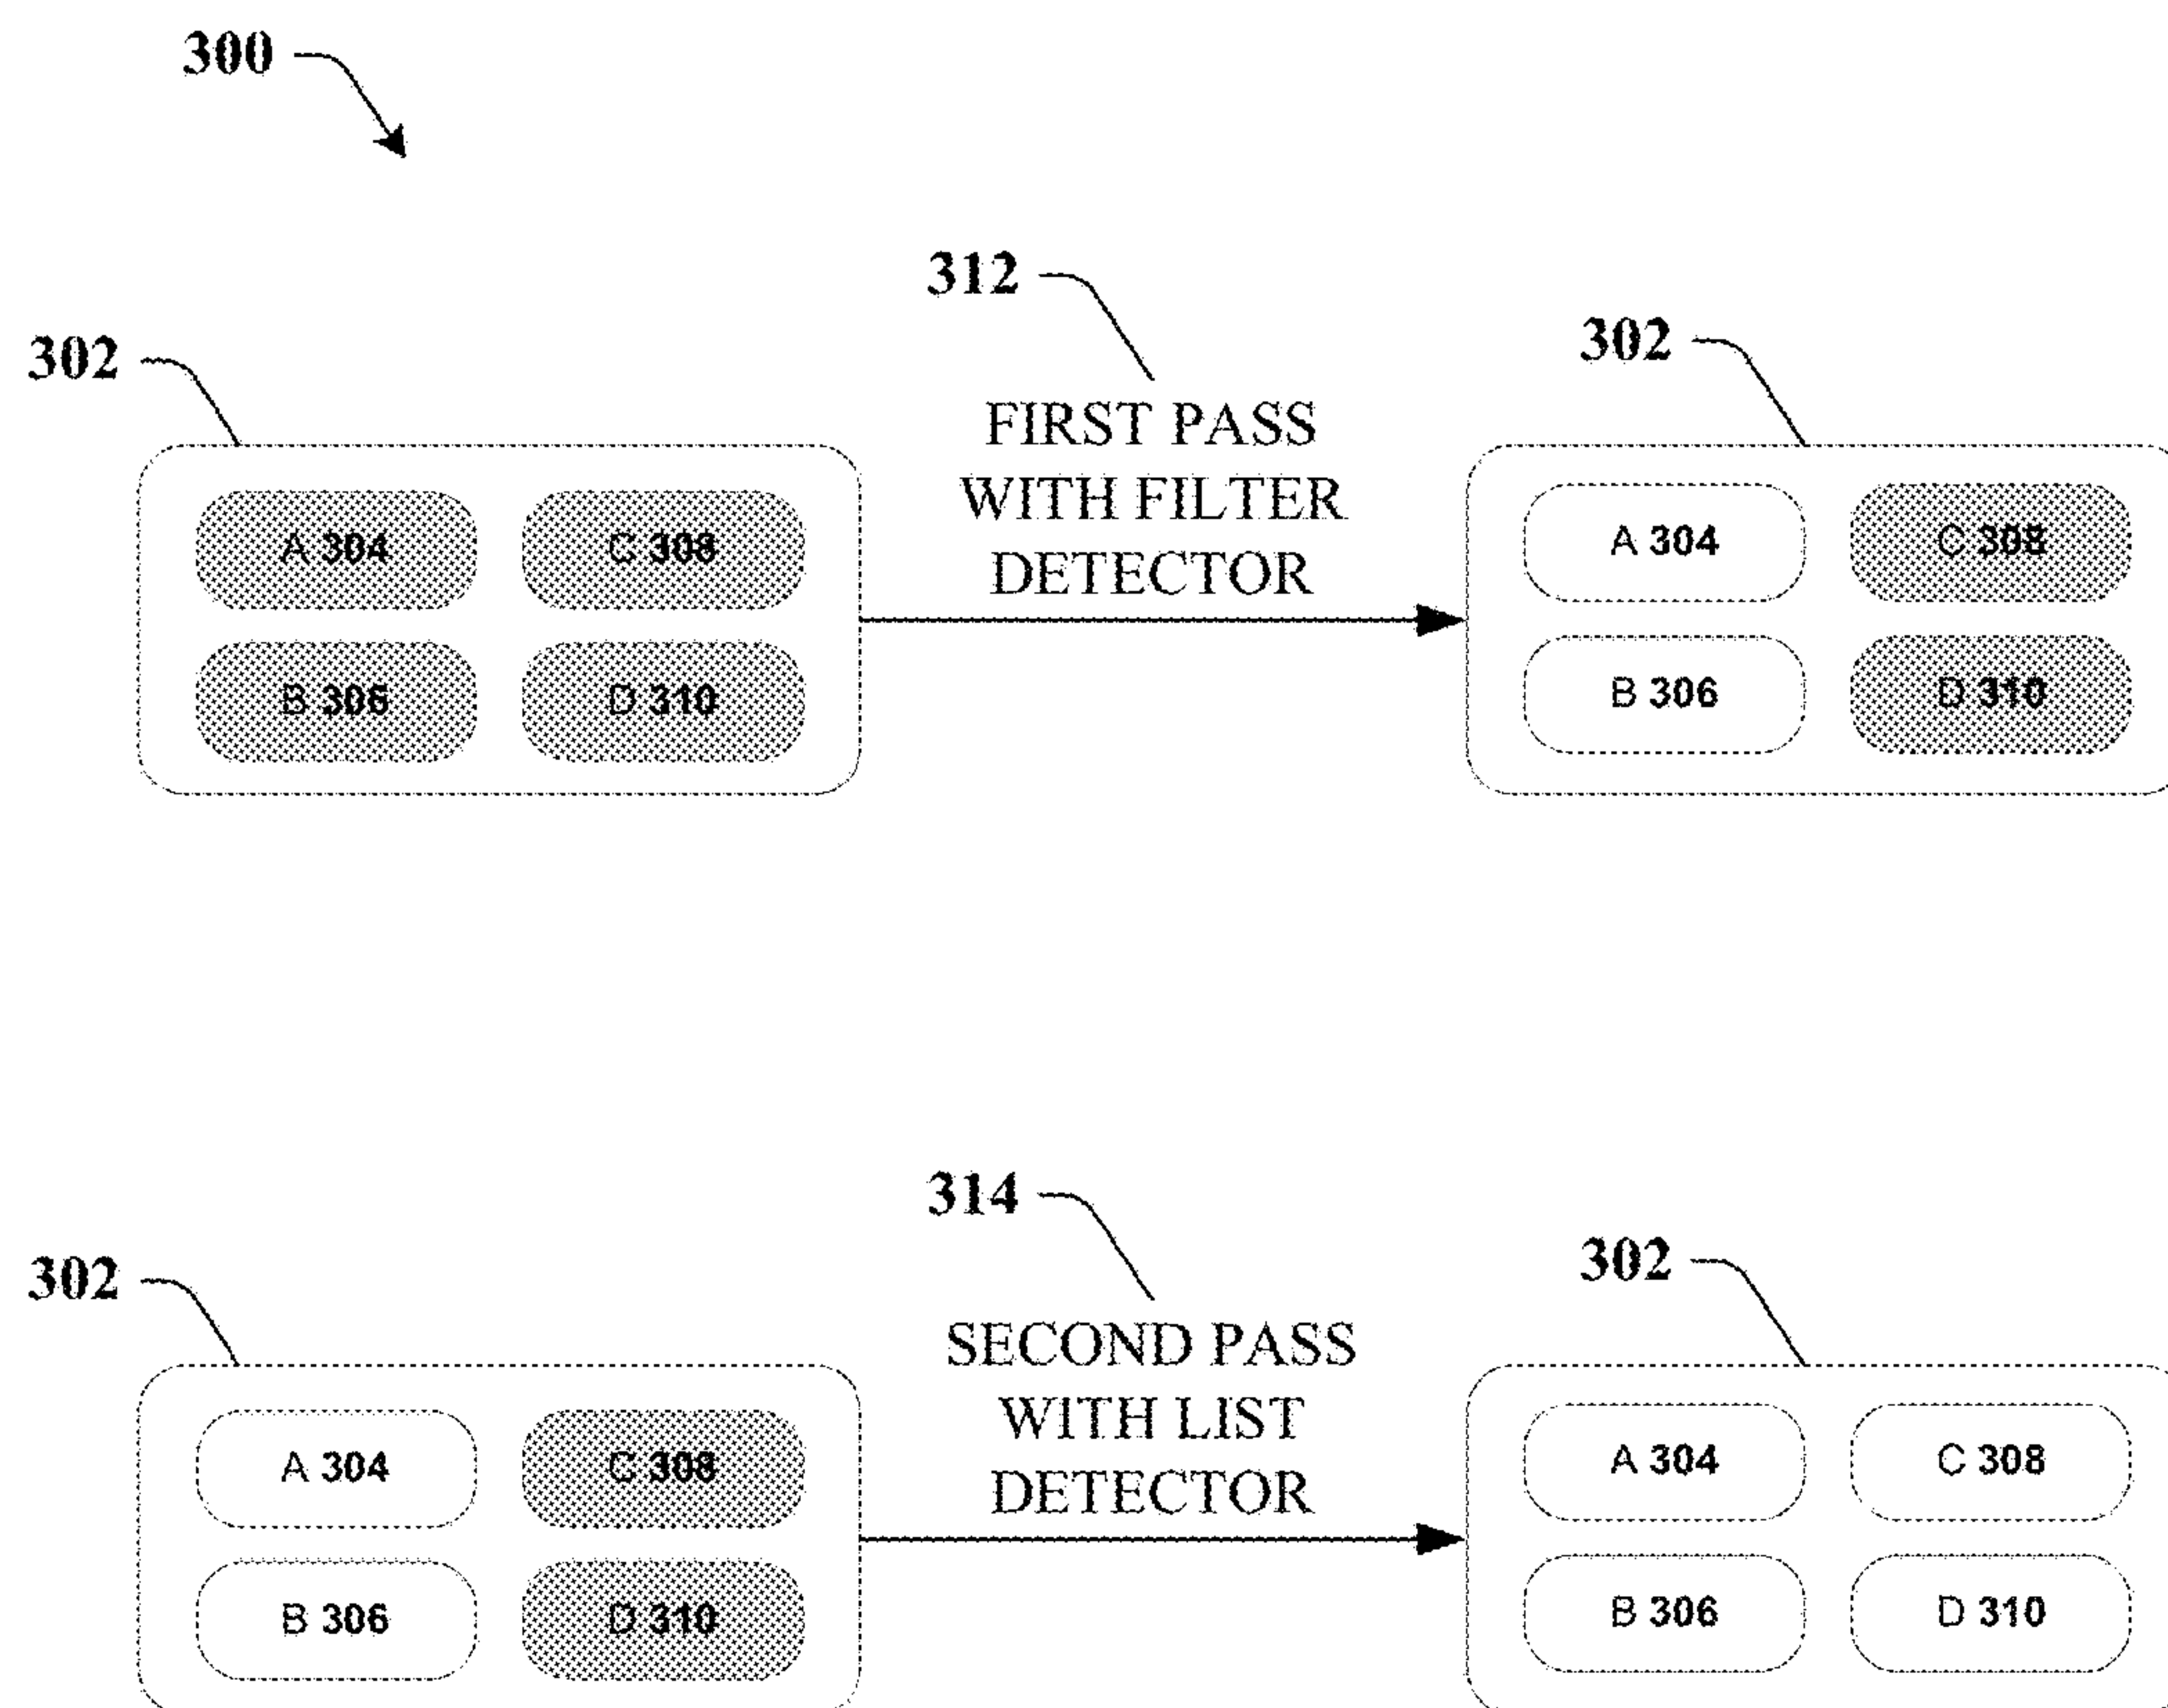 300
312
302
302
FIRST PASS
WITH FILTER
DETECTOR
A 304
C 308
B 306
D 310
A 304
C 308
B 306
D 310
314
302
302
SECOND PASS
WITH LIST
DETECTOR
A 304
C 308
B 306
D 310
A 304
C 308
B 306
D 310